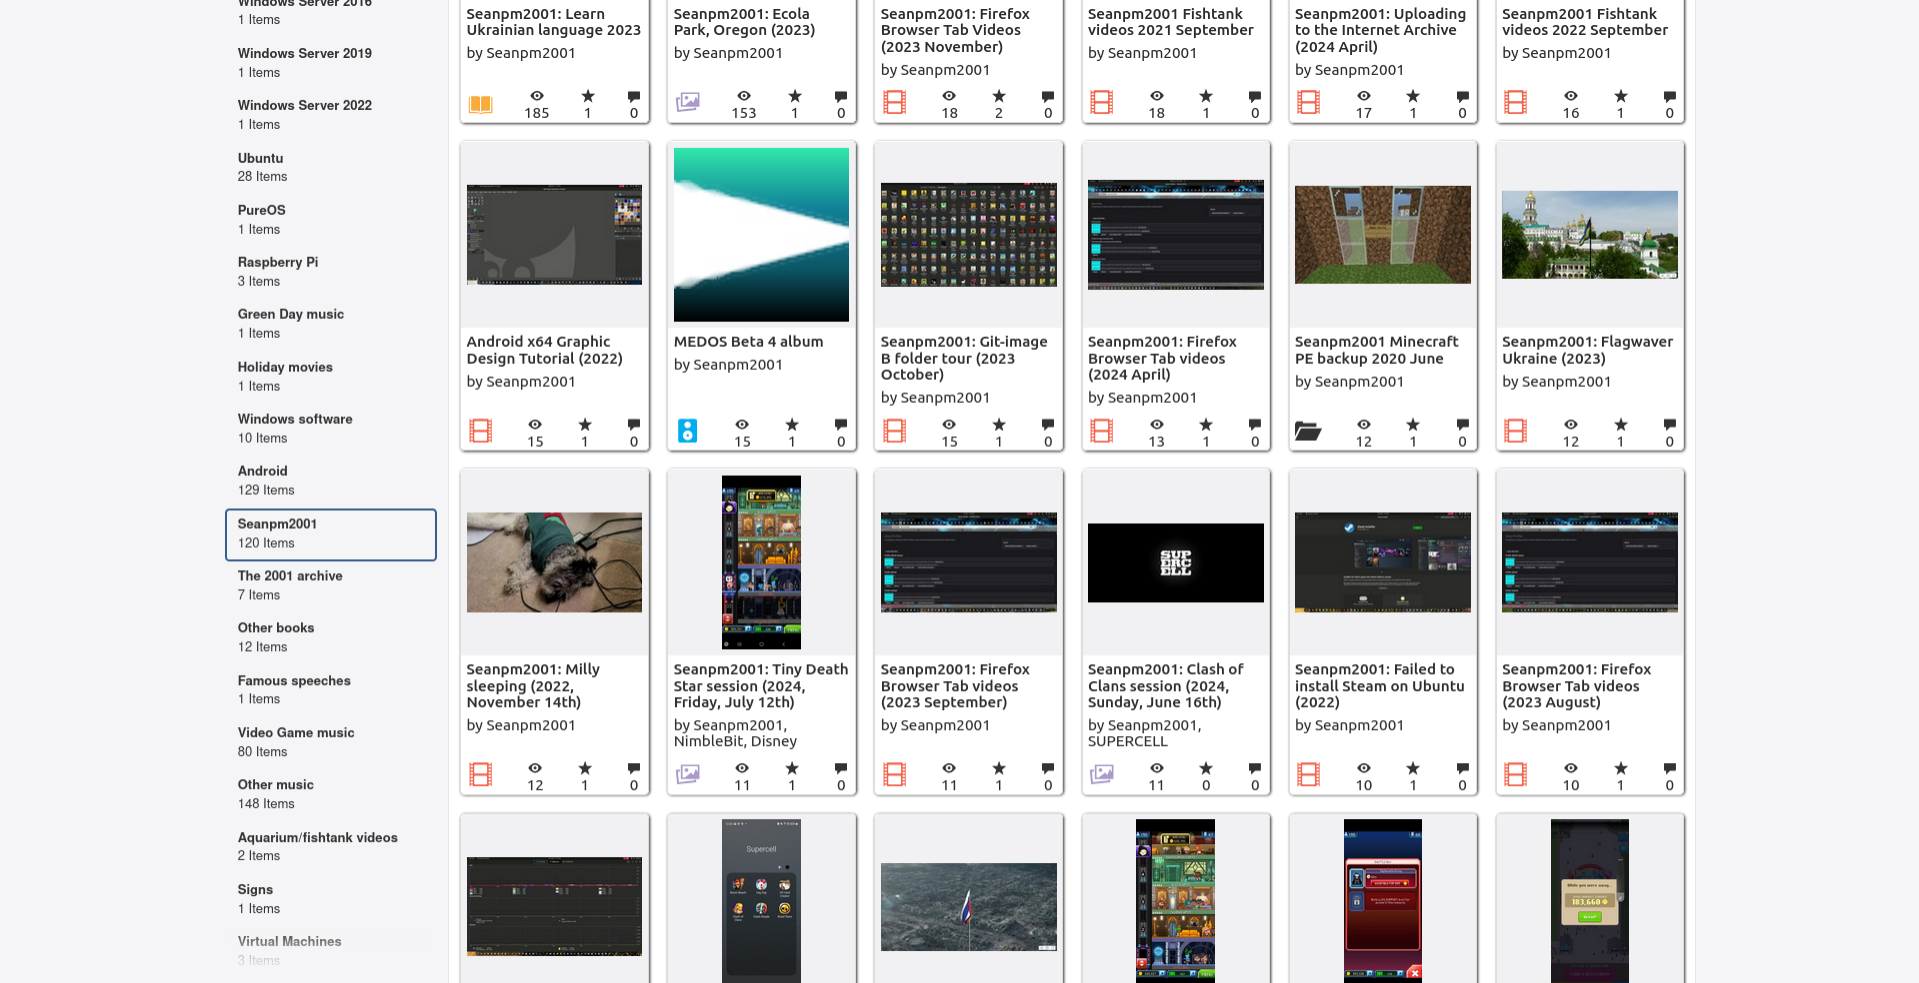 Windows Server 2016
1 Items
Windows Server 2019
1 Items
Windows Server 2022
1 Items
Ubuntu
28 Items
PureOS
1 Items
Raspberry Pi
3 Items
Green Day music
1 Items
Holiday movies
1 Items
Windows software
10 Items
Android
129 Items
Seanpm2001
120 Items
The 2001 archive
7 Items
Other books
12 Items
Famous speeches
1 Items
Video Game music
80 Items
Other music
148 Items
Aquarium/fishtank videos
2 Items
Signs
1 Items
Virtual Machines
3 Items
Seanpm2001: Learn
Ukrainian language 2023
by Seanpm2001
185 1 0
Seanpm2001: Ecola
Park, Oregon (2023)
by Seanpm2001
153 1 0
Seanpm2001: Firefox
Browser Tab Videos
(2023 November)
by Seanpm2001
18 2 0
Seanpm2001 Fishtank
videos 2021 September
by Seanpm2001
18 1 0
Seanpm2001: Uploading
to the Internet Archive
(2024 April)
by Seanpm2001
17 1 0
Seanpm2001 Fishtank
videos 2022 September
by Seanpm2001
16 1 0
Android x64 Graphic
Design Tutorial (2022)
by Seanpm2001
15 1 0
MEDOS Beta 4 album
by Seanpm2001
15 1 0
Seanpm2001: Git-image
B folder tour (2023
October)
by Seanpm2001
15 1 0
Seanpm2001: Firefox
Browser Tab videos
(2024 April)
by Seanpm2001
13 1 0
Seanpm2001 Minecraft
PE backup 2020 June
by Seanpm2001
12 1 0
Seanpm2001: Flagwaver
Ukraine (2023)
by Seanpm2001
12 1 0
Seanpm2001: Milly
sleeping (2022,
November 14th)
by Seanpm2001
12 1 0
Seanpm2001: Tiny Death
Star session (2024,
Friday, July 12th)
by Seanpm2001,
NimbleBit, Disney
11 1 0
Seanpm2001: Firefox
Browser Tab videos
(2023 September)
by Seanpm2001
11 1 0
SUP
ERC
ELL
Seanpm2001: Clash of
Clans session (2024,
Sunday, June 16th)
by Seanpm2001,
SUPERCELL
11 0 0
Seanpm2001: Failed to
install Steam on Ubuntu
(2022)
by Seanpm2001
10 1 0
Seanpm2001: Firefox
Browser Tab videos
(2023 August)
by Seanpm2001
10 1 0
Supercell
While you were away...
183,660